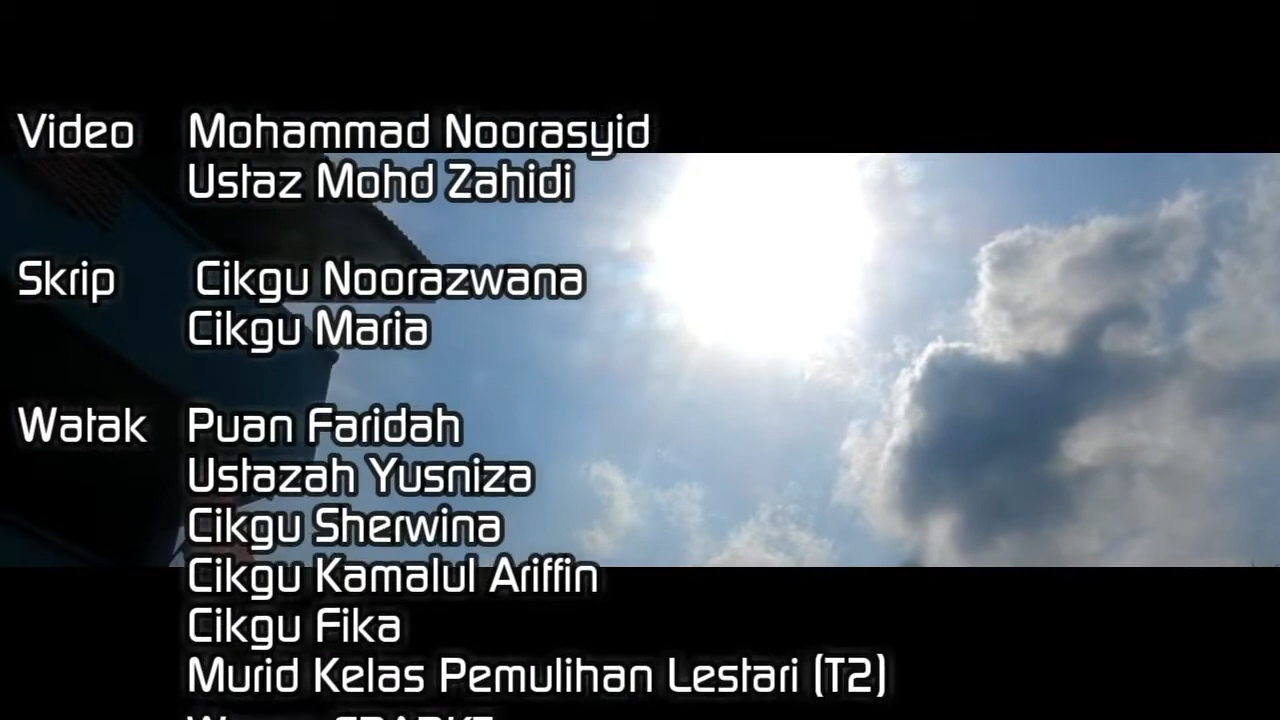 Video Mohammad Noorasyid
Ustaz Mohd Zahidi
Skrip Cikgu Noorazwana
Cikgu Maria
Watak Puan Faridah
Ustazah Yusniza
Cikgu Sherwina
Cikgu Kamalul Ariffin
Cikgu Fika
Murid Kelas Pemulihan Lestari (T2)